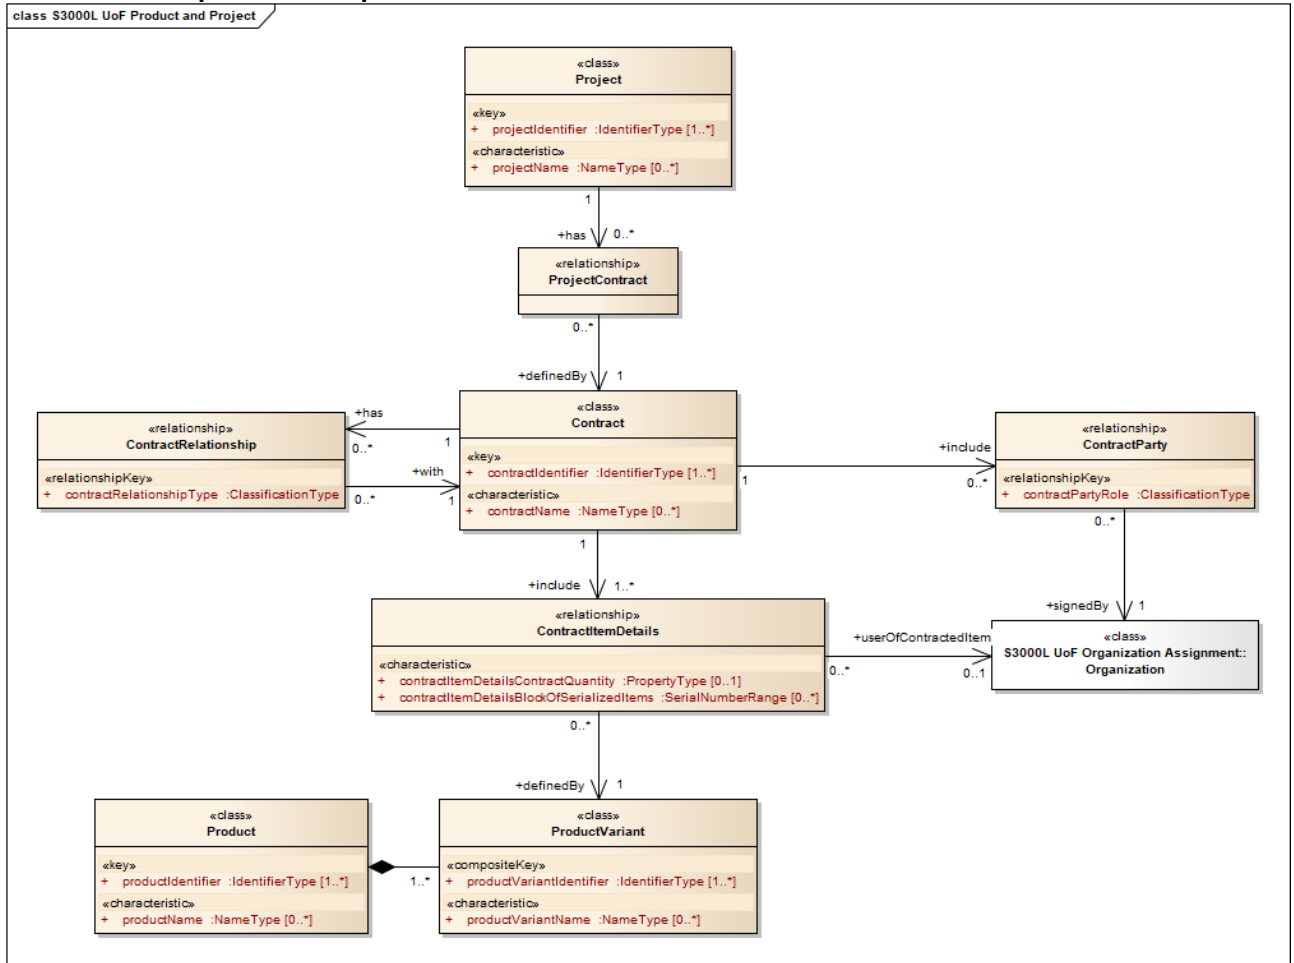 class S3000L UoF Product and Project
«class»
Project
«key»
+ projectIdentifier :IdentifierType [1..*]
«characteristic»
+ projectName :NameType [0..*]
1
+has 0..*
«relationship»
ProjectContract
0..*
+definedBy 1
«class»
Contract
«key»
+ contractIdentifier :IdentifierType [1..*]
«characteristic»
+ contractName :NameType [0..*]
+has
1
0..*
«relationship»
ContractRelationship
«relationshipKey»
+ contractRelationshipType :ClassificationType
+with
0..*
1
+include
1
0..*
«relationship»
ContractParty
«relationshipKey»
+ contractPartyRole :ClassificationType
0..*
+signedBy 1
1
+include 1..*
«relationship»
ContractItemDetails
«characteristic»
+ contractItemDetailsContractQuantity :PropertyType [0..1]
+ contractItemDetailsBlockOfSerializedItems :SerialNumberRange [0..*]
+userOfContractedItem
0..*
0..1
«class»
S3000L UoF Organization Assignment::
Organization
0..*
+definedBy 1
«class»
Product
«key»
+ productIdentifier :IdentifierType [1..*]
«characteristic»
+ productName :NameType [0..*]
1..*
«class»
ProductVariant
«compositeKey»
+ productVariantIdentifier :IdentifierType [1..*]
«characteristic»
+ productVariantName :NameType [0..*]